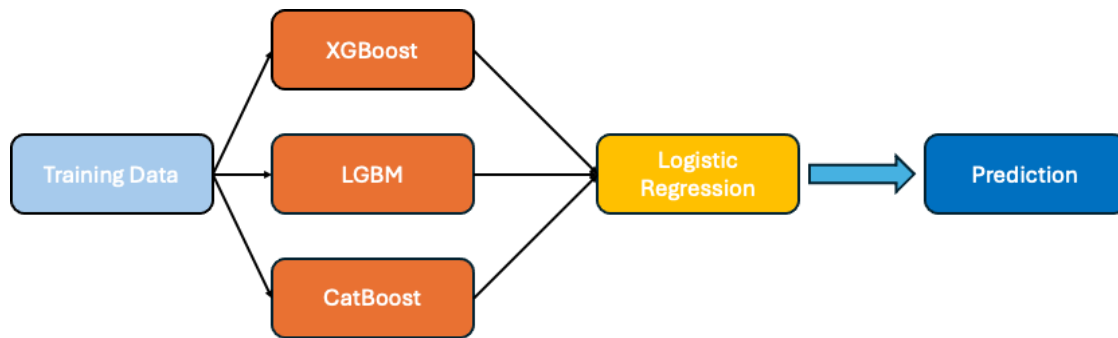 XGBoost
Training Data
LGBM
Logistic
Regression
Prediction
CatBoost